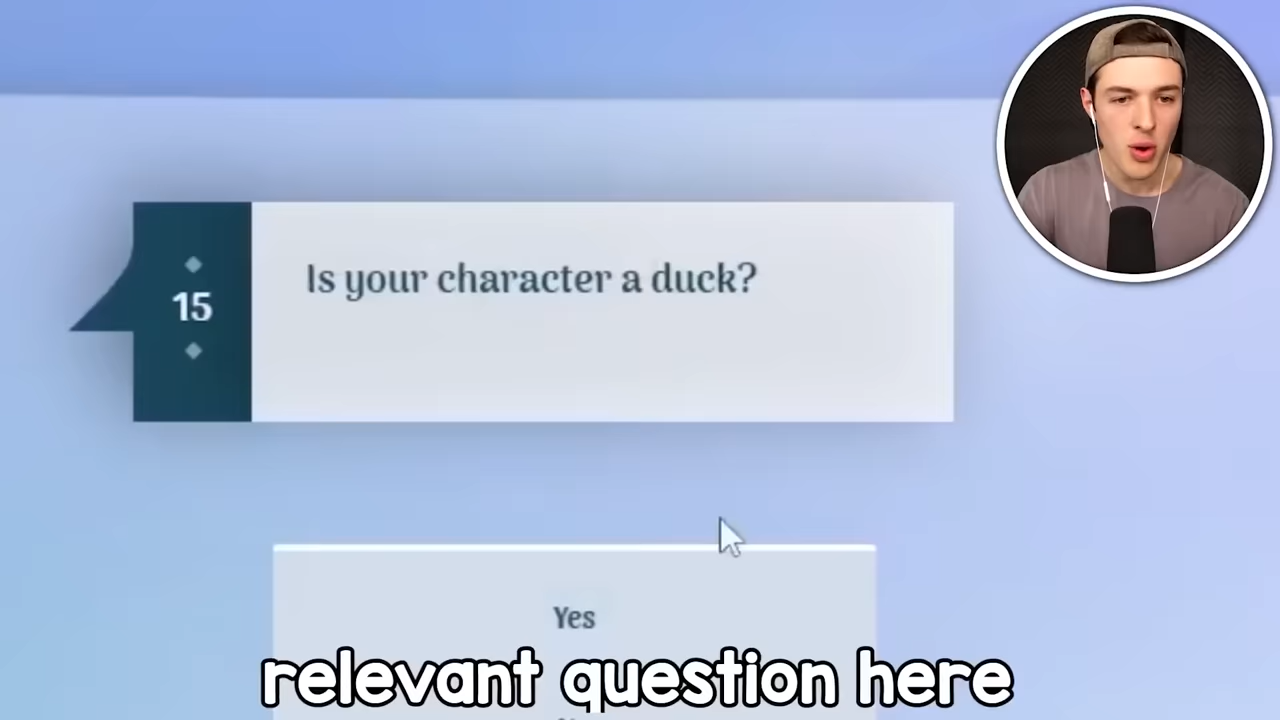 15
Is your character a duck?
Yes
relevant question here